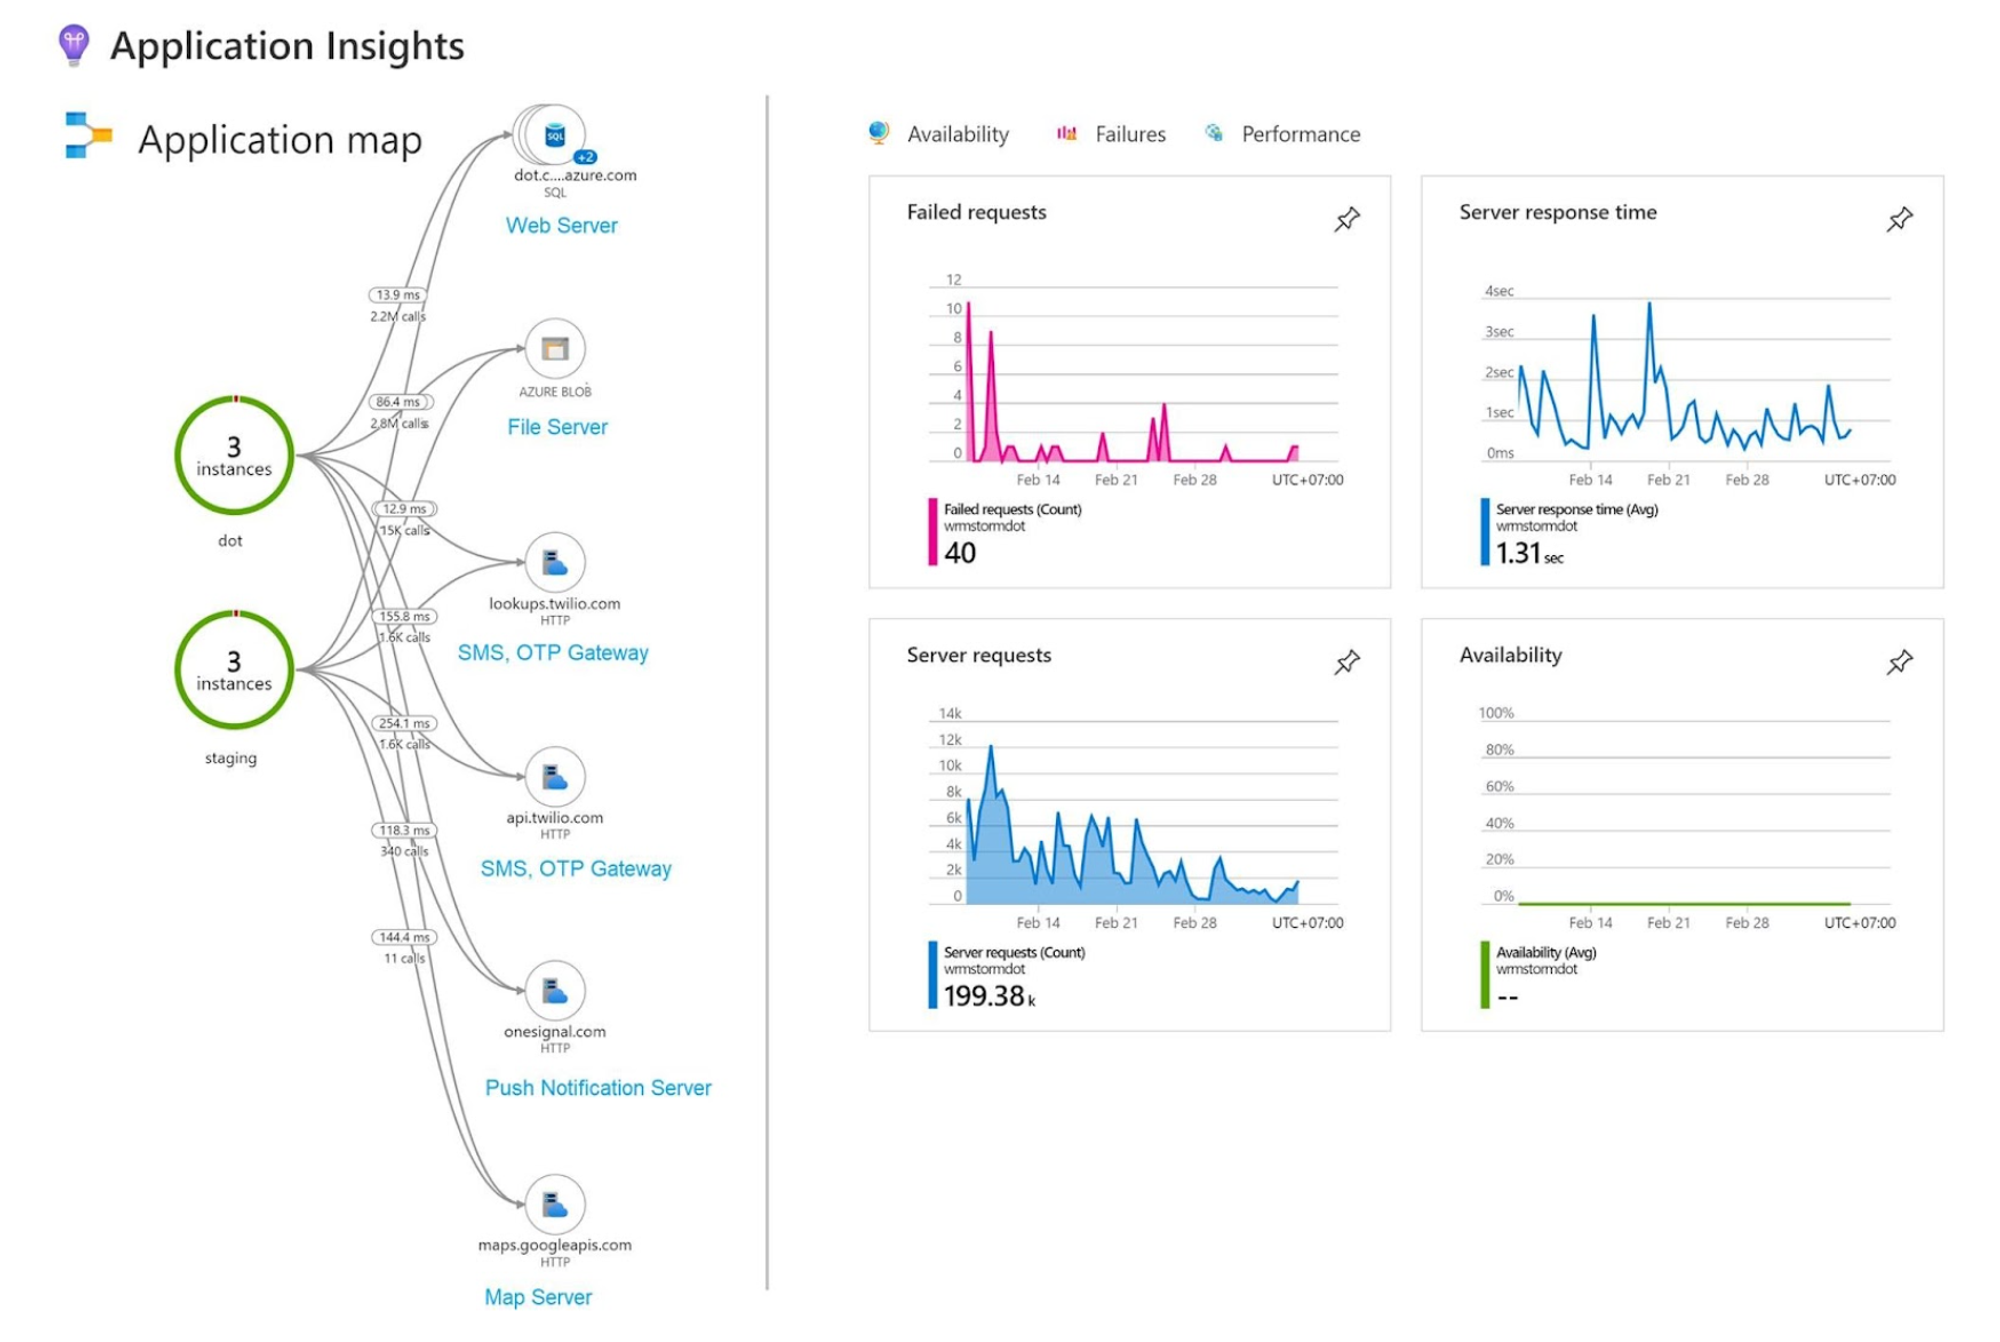 Application Insights
Application map
+2
dot.c....azure.com
SQL
Web Server
13.9 ms
2.2M calls
AZURE BLOB
File Server
86.4 ms
2.8M calls
3
instances
dot
12.9 ms
15K calls
lookups.twilio.com
HTTP
SMS, OTP Gateway
155.8 ms
1.6K calls
3
instances
staging
254.1 ms
1.6K calls
api.twilio.com
HTTP
SMS, OTP Gateway
118.3 ms
340 calls
144.4 ms
11 calls
onesignal.com
HTTP
Push Notification Server
maps.googleapis.com
HTTP
Map Server
Availability Failures Performance
Failed requests
12
10
8
6
4
2
0
Feb 14 Feb 21 Feb 28 UTC+07:00
Failed requests (Count)
wrmstormdot
40
Server response time
4sec
3sec
2sec
1sec
0ms
Feb 14 Feb 21 Feb 28 UTC+07:00
Server response time (Avg)
wrmstormdot
1.31 sec
Server requests
14k
12k
10k
8k
6k
4k
2k
0
Feb 14 Feb 21 Feb 28 UTC+07:00
Server requests (Count)
wrmstormdot
199.38 k
Availability
100%
80%
60%
40%
20%
0%
Feb 14 Feb 21 Feb 28 UTC+07:00
Availability (Avg)
wrmstormdot
--